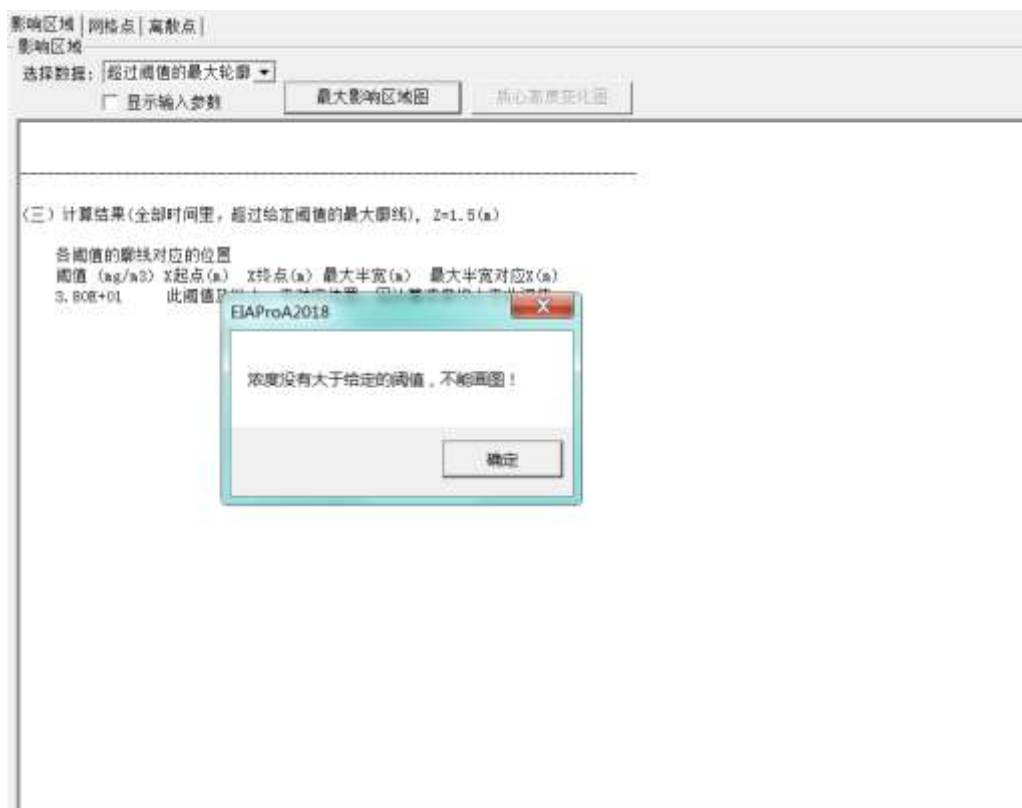 影响区域 网格点 离散点
影响区域
选择数据: 超过阈值的最大轮廓
显示输入参数
最大影响区域图
质心高度变化图
(三) 计算结果(全部时间里,超过给定阈值的最大廓线), Z=1.5(m)
各阈值的廓线对应的位置
阈值 (mg/m3) X起点(m) X终点(m) 最大半宽(m) 最大半宽对应X(m)
3.80E+01 此阈值
EIAProA2018
浓度没有大于给定的阈值，不能画图！
确定